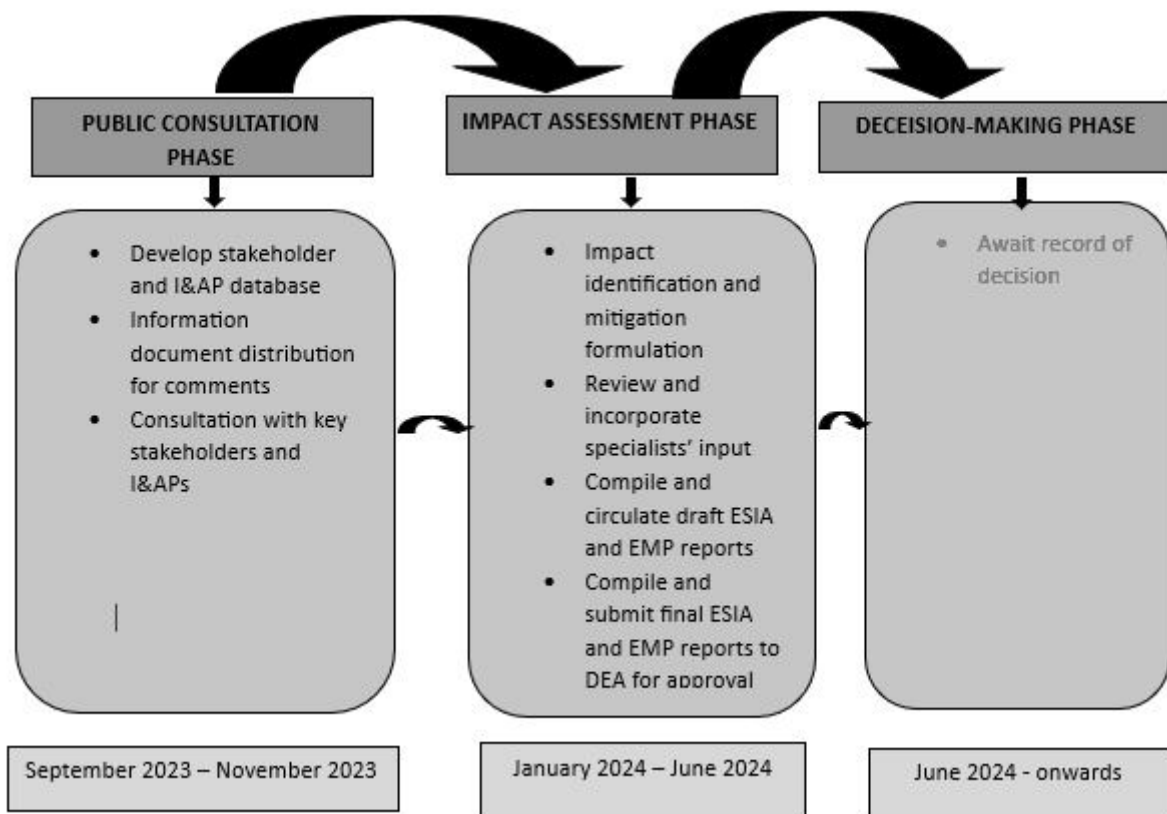 PUBLIC CONSULTATION
PHASE
IMPACT ASSESSMENT PHASE
DECEISION-MAKING PHASE
• Develop stakeholder
and I&AP database
• Information
document distribution
for comments
• Consultation with key
stakeholders and
I&APs
• Impact
identification and
mitigation
formulation
• Review and
incorporate
specialists’ input
• Compile and
circulate draft ESIA
and EMP reports
• Compile and
submit final ESIA
and EMP reports to
DEA for approval
• Await record of
decision
September 2023 – November 2023
January 2024 – June 2024
June 2024 - onwards